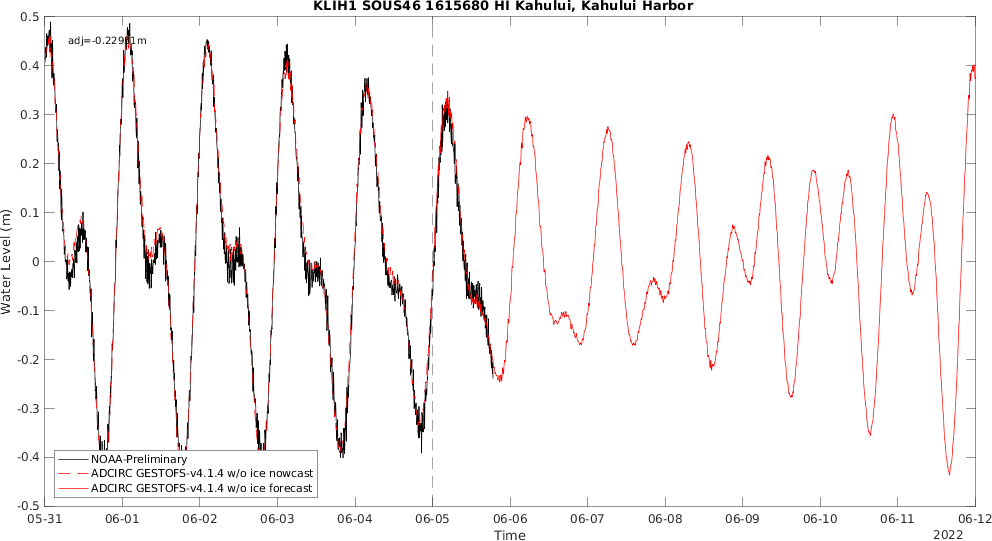 KLIH1 SOUS46 1615680 HI Kahului, Kahului Harbor
0.5
adj=-0.22981m
0.4
0.3
0.2
0.1
0
-0.1
-0.2
-0.3
-0.4
-0.5
Water Level (m)
NOAA-Preliminary
ADCIRC GESTOFS-v4.1.4 w/o ice nowcast
ADCIRC GESTOFS-v4.1.4 w/o ice forecast
05-31 06-01 06-02 06-03 06-04 06-05 06-06 06-07 06-08 06-09 06-10 06-11 06-12
Time
2022